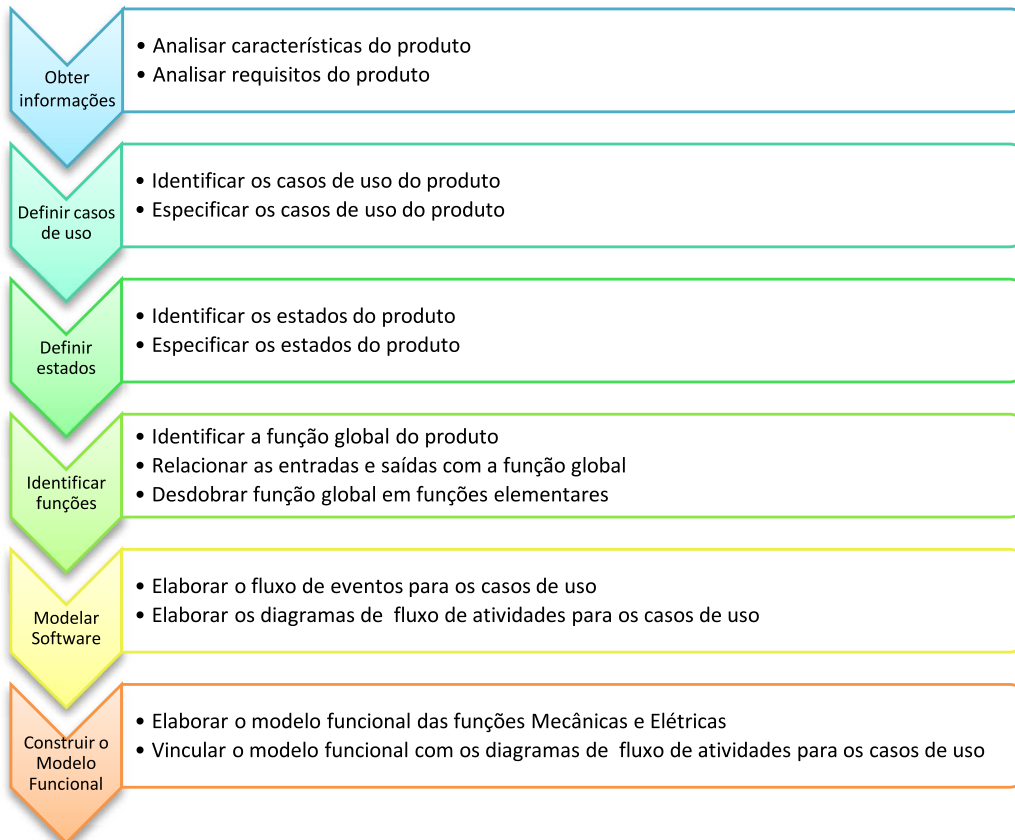 Obter
informações
• Analisar características do produto
• Analisar requisitos do produto
Definir casos
de uso
• Identificar os casos de uso do produto
• Especificar os casos de uso do produto
Definir
estados
• Identificar os estados do produto
• Especificar os estados do produto
Identificar
funções
• Identificar a função global do produto
• Relacionar as entradas e saídas com a função global
• Desdobrar função global em funções elementares
Modelar
Software
• Elaborar o fluxo de eventos para os casos de uso
• Elaborar os diagramas de  fluxo de atividades para os casos de uso
Construir o
Modelo
Funcional
• Elaborar o modelo funcional das funções Mecânicas e Elétricas
• Vincular o modelo funcional com os diagramas de  fluxo de atividades para os casos de uso